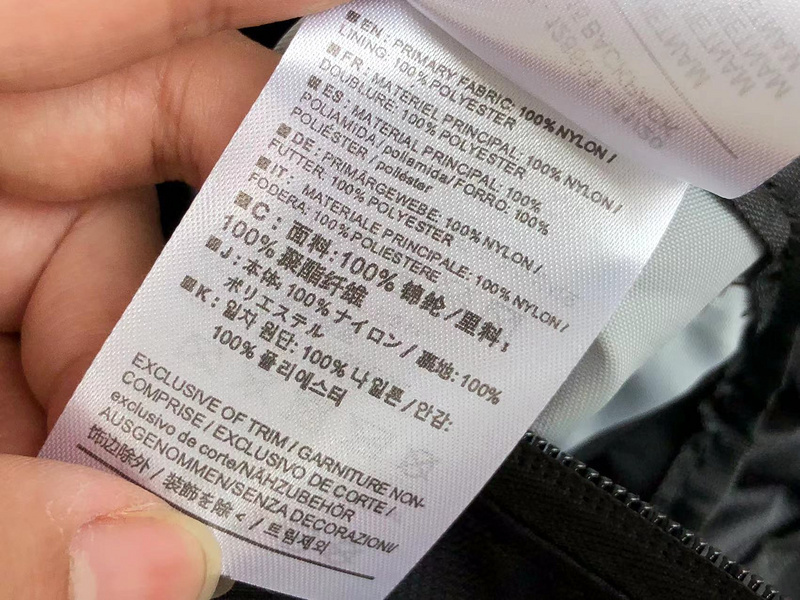 EN : PRIMARY FABRIC: 100% NYLON /
LINING: 100% POLYESTER
FR : MATÉRIEL PRINCIPAL: 100% NYLON /
DOUBLURE: 100% POLYESTER
ES : MATERIAL PRINCIPAL: 100%
POLIAMIDA / poliamida/ FORRO: 100%
POLIÉSTER / poliéster
DE : PRIMÄRGEWEBE: 100% NYLON /
FUTTER: 100% POLYESTER
IT : MATERIALE PRINCIPALE: 100% NYLON /
FODERA: 100% POLIESTERE
C : 面料: 100% 锦纶 / 里料:
100% 聚酯纤维
J : 本体: 100% ナイロン / 裏地: 100%
ポリエステル
K : 일차 원단: 100% 나일론 / 안감:
100% 폴리에스터
EXCLUSIVE OF TRIM / GARNITURE NON-
COMPRISE / EXCLUSIVO DE CORTE /
exclusivo de corte/NÄHZUBEHÖR
AUSGENOMMEN/SENZA DECORAZIONI/
饰边除外 / 装飾を除く / 트림제외